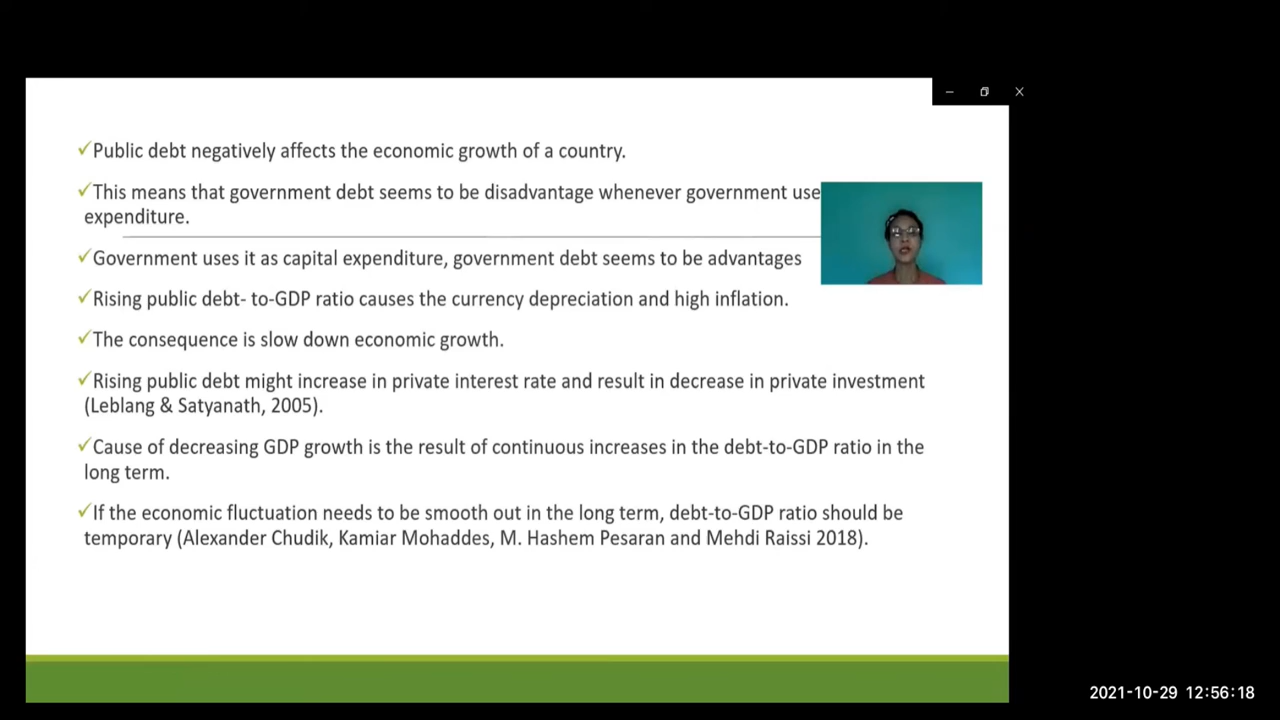 ✓Public debt negatively affects the economic growth of a country.
✓This means that government debt seems to be disadvantage whenever government use
expenditure.
✓Government uses it as capital expenditure, government debt seems to be advantages
✓Rising public debt- to-GDP ratio causes the currency depreciation and high inflation.
✓The consequence is slow down economic growth.
✓Rising public debt might increase in private interest rate and result in decrease in private investment
(Leblang & Satyanath, 2005).
✓Cause of decreasing GDP growth is the result of continuous increases in the debt-to-GDP ratio in the
long term.
✓If the economic fluctuation needs to be smooth out in the long term, debt-to-GDP ratio should be
temporary (Alexander Chudik, Kamiar Mohaddes, M. Hashem Pesaran and Mehdi Raissi 2018).
2021-10-29 12:56:18